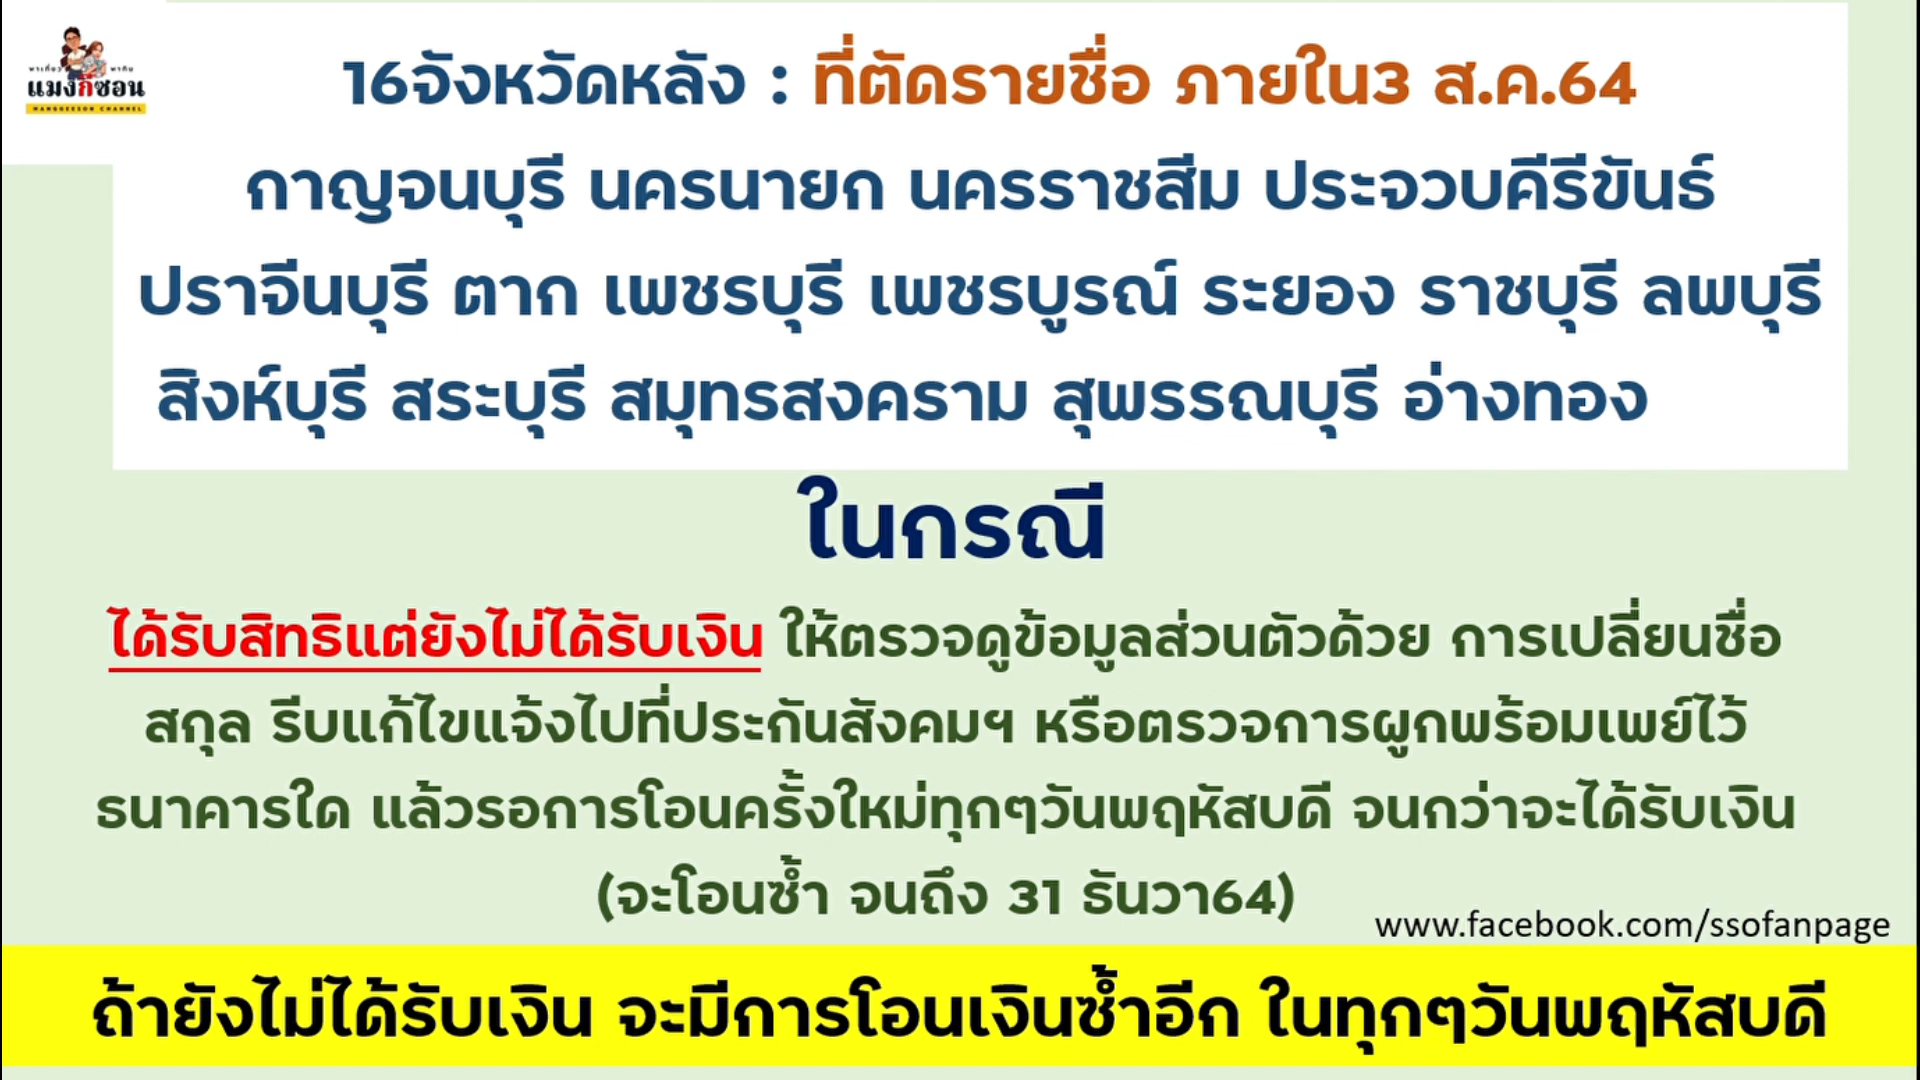 พาเที่ยว พากิน
แมงกีซอน
MANGGEESON CHANNEL
16จังหวัดหลัง : ที่ตัดรายชื่อ ภายใน3 ส.ค.64
กาญจนบุรี นครนายก นครราชสีม ประจวบคีรีขันธ์
ปราจีนบุรี ตาก เพชรบุรี เพชรบูรณ์ ระยอง ราชบุรี ลพบุรี
สิงห์บุรี สระบุรี สมุทรสงคราม สุพรรณบุรี อ่างทอง
ในกรณี
ได้รับสิทธิแต่ยังไม่ได้รับเงิน ให้ตรวจดูข้อมูลส่วนตัวด้วย การเปลี่ยนชื่อ
สกุล รีบแก้ไขแจ้งไปที่ประกันสังคมฯ หรือตรวจการผูกพร้อมเพย์ไว้
ธนาคารใด แล้วรอการโอนครั้งใหม่ทุกๆวันพฤหัสบดี จนกว่าจะได้รับเงิน
(จะโอนซ้ำ จนถึง 31 ธันวา64)
www.facebook.com/ssofanpage
ถ้ายังไม่ได้รับเงิน จะมีการโอนเงินซ้ำอีก ในทุกๆวันพฤหัสบดี